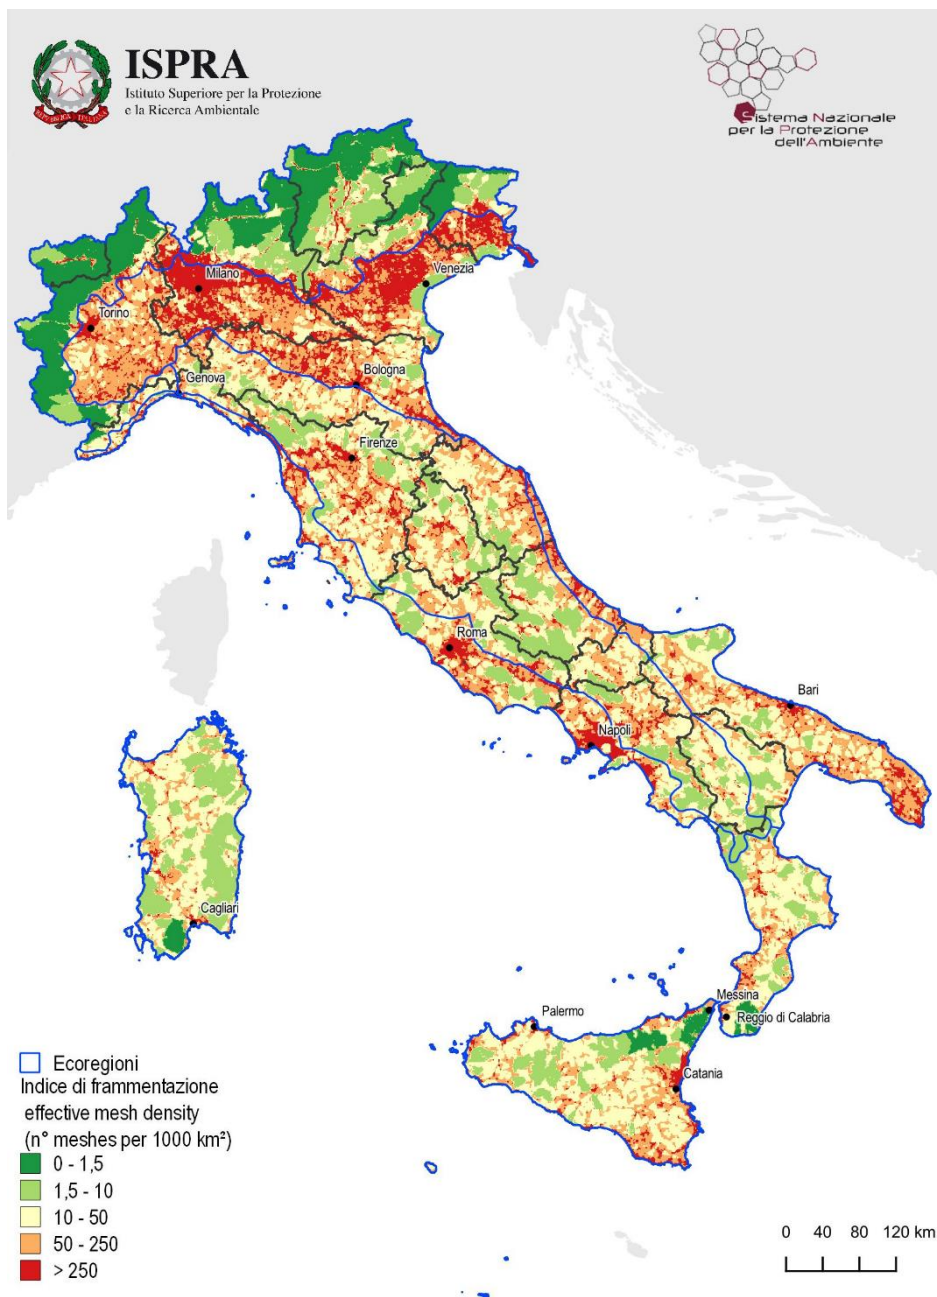 ISPRA
Istituto Superiore per la Protezione
e la Ricerca Ambientale
Sistema Nazionale
per la Protezione
dell'Ambiente
Milano
Venezia
Torino
Genova
Bologna
Firenze
Roma
Napoli
Bari
Cagliari
Palermo
Messina
Reggio di Calabria
Catania
Ecoregioni
Indice di frammentazione
effective mesh density
(n° meshes per 1000 km²)
0 - 1,5
1,5 - 10
10 - 50
50 - 250
> 250
0 40 80 120 km